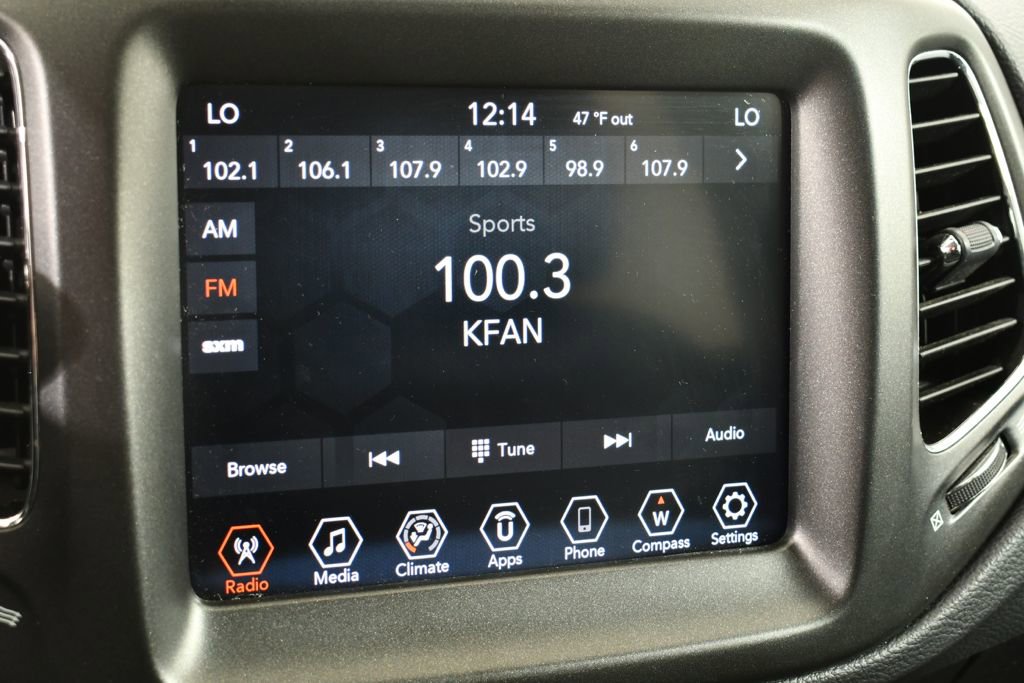 LO 12:14 47 °F out LO
1 2 3 4 5 6
102.1 106.1 107.9 102.9 98.9 107.9
AM
Sports
FM
100.3
sxm
KFAN
Browse Tune Audio
Radio Media Climate Apps Phone Compass Settings
U W